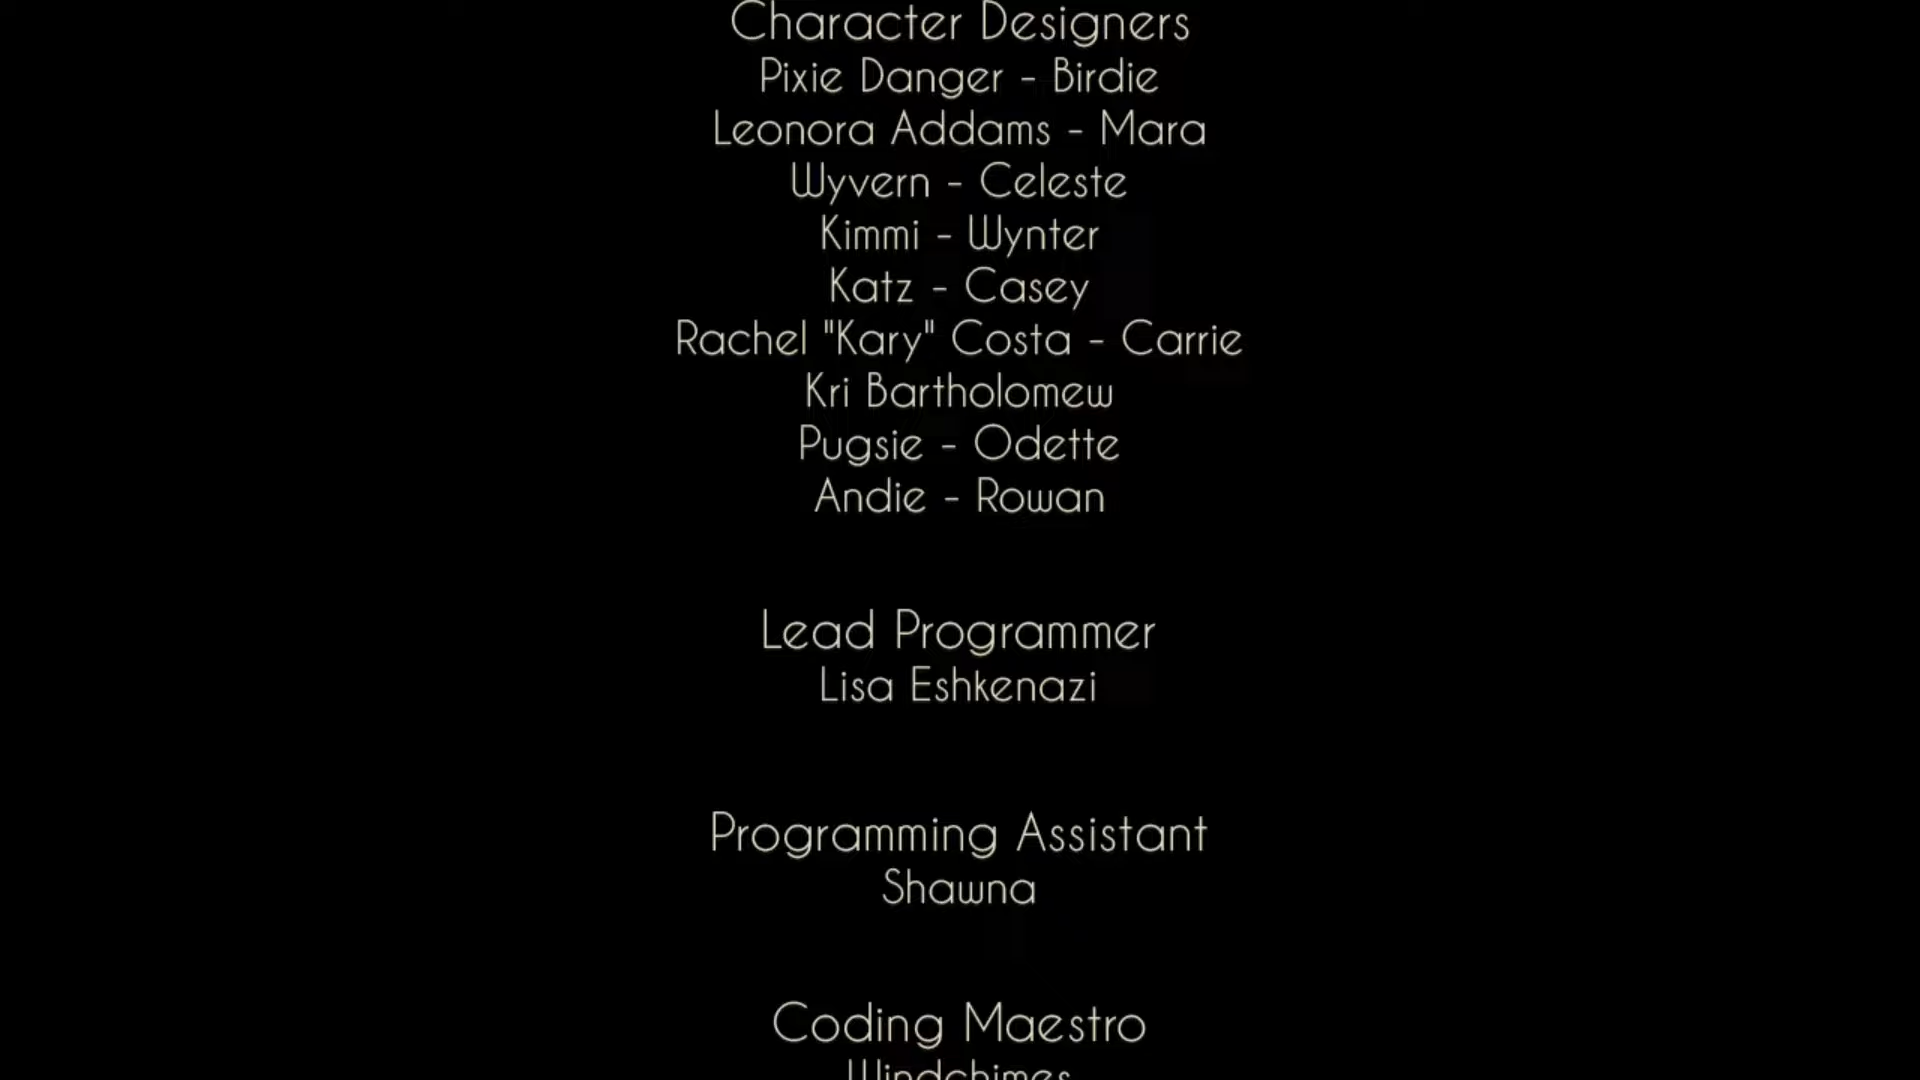 Character Designers
Pixie Danger - Birdie
Leonora Addams - Mara
Wyvern - Celeste
Kimmi - Wynter
Katz - Casey
Rachel "Kary" Costa - Carrie
Kri Bartholomew
Pugsie - Odette
Andie - Rowan
Lead Programmer
Lisa Eshkenazi
Programming Assistant
Shawna
Coding Maestro
Windchimes